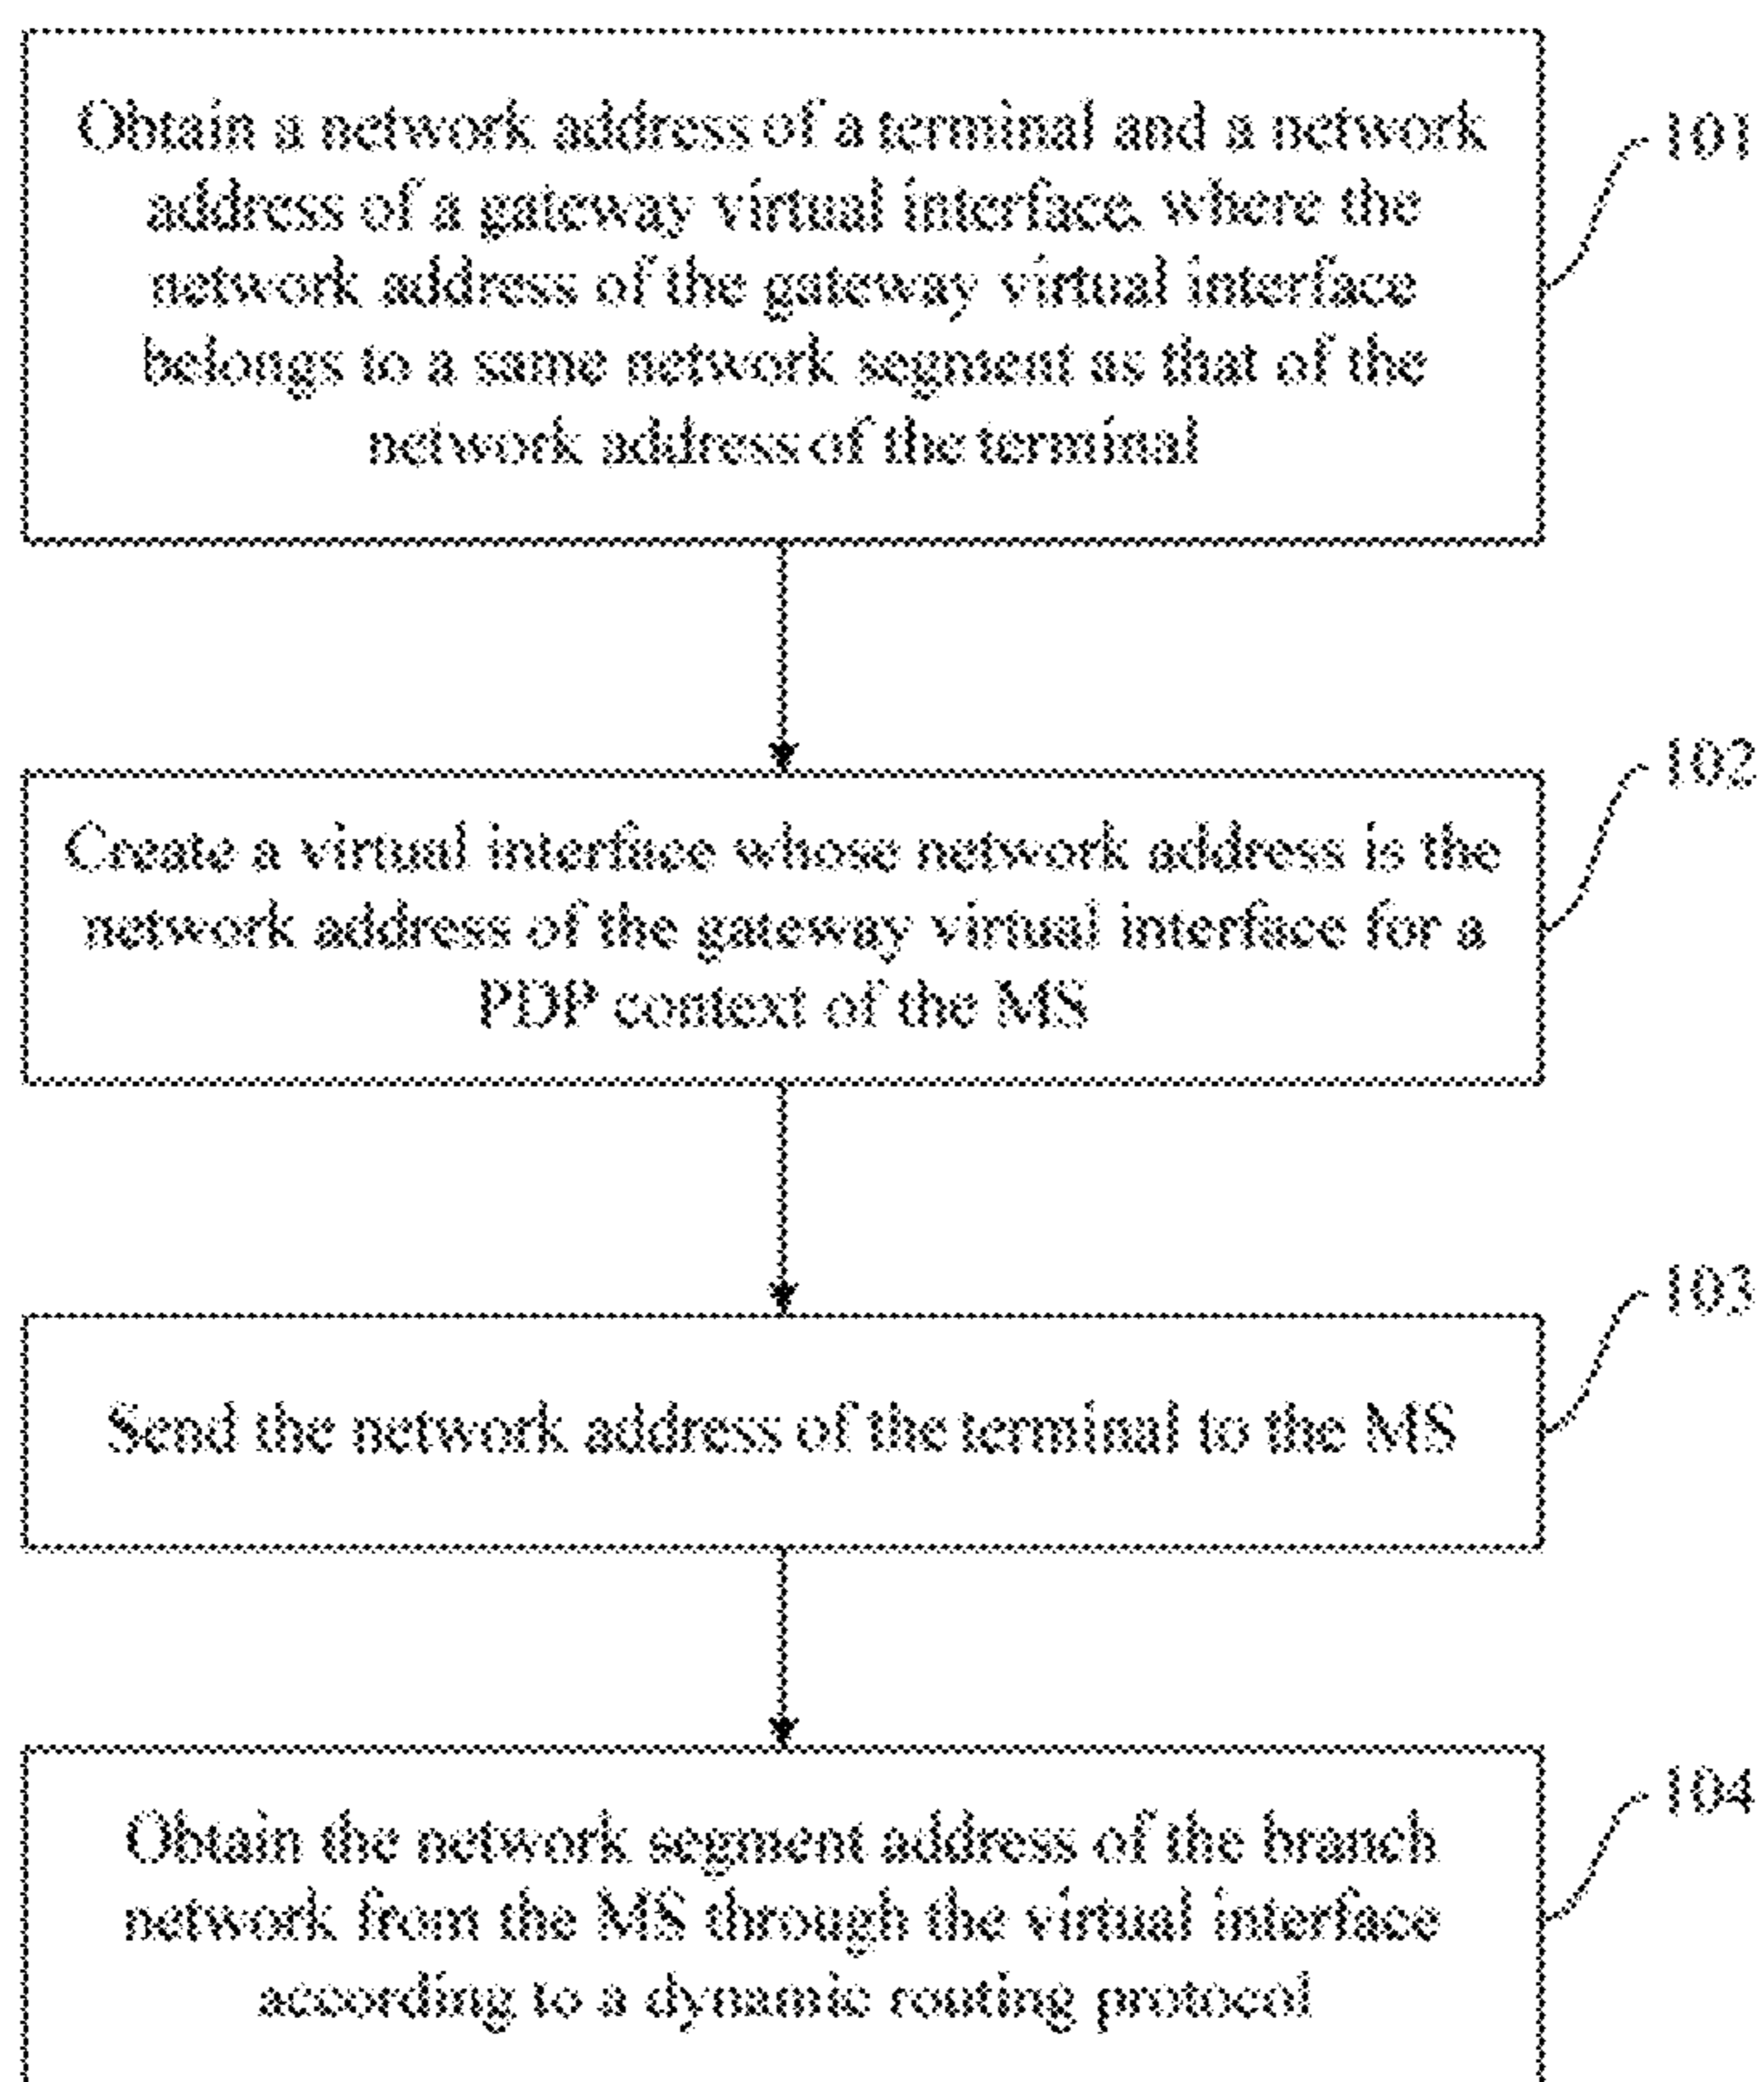 Obtain a network address of a terminal and a network
101
address of a gateway virtual interface, where the
network address of the gateway virtual interface
belongs to a same network segment as that of the
network address of the terminal
102
Create a virtual interface whose network address is the
network address of the gateway virtual interface for a
PDP context of the MS
103
Send the network address of the terminal to the MS
104
Obtain the network segment address of the branch
network from the MS through the virtual interface
according to a dynamic routing protocol